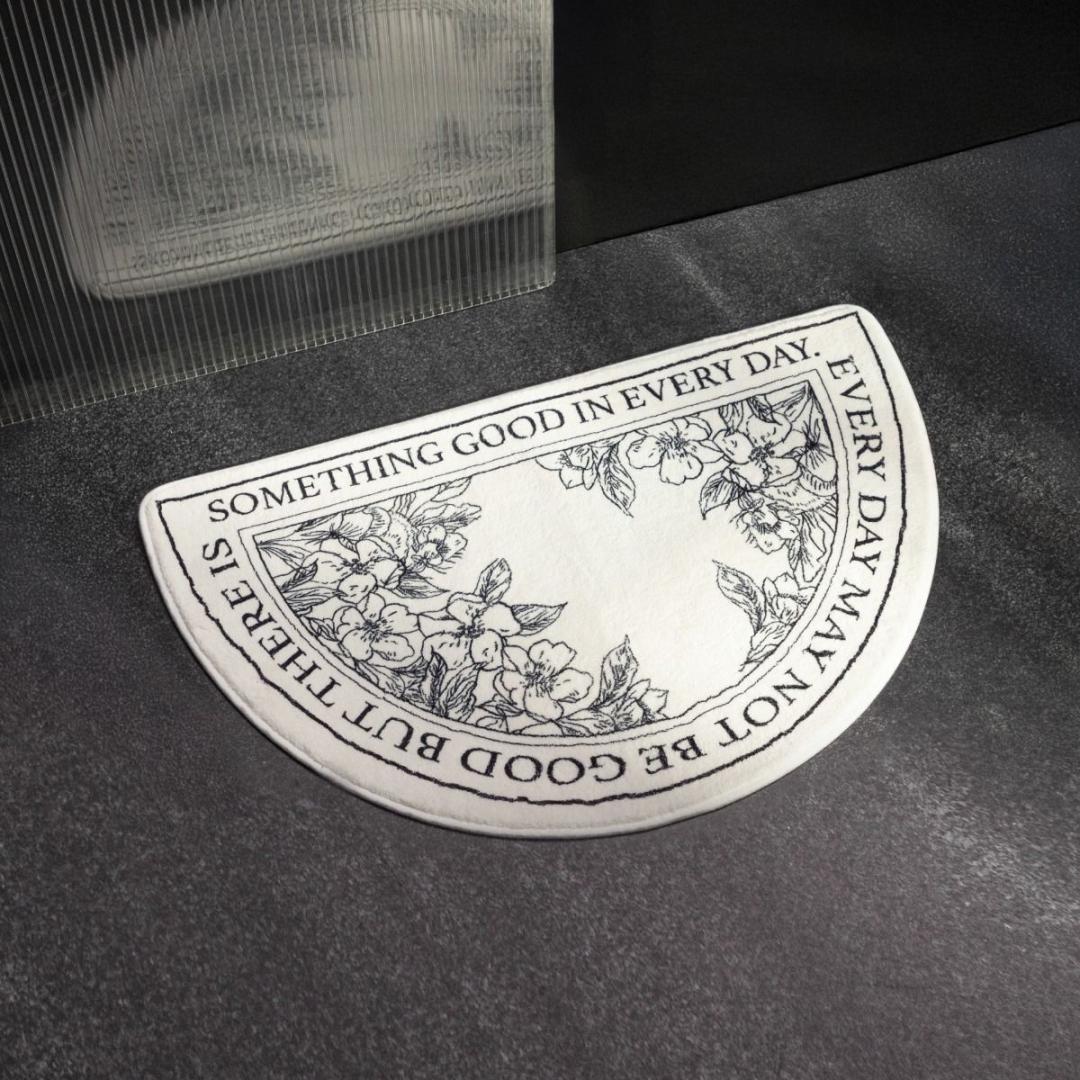 EVERY DAY MAY NOT BE GOOD BUT THERE IS
SOMETHING GOOD IN EVERY DAY.